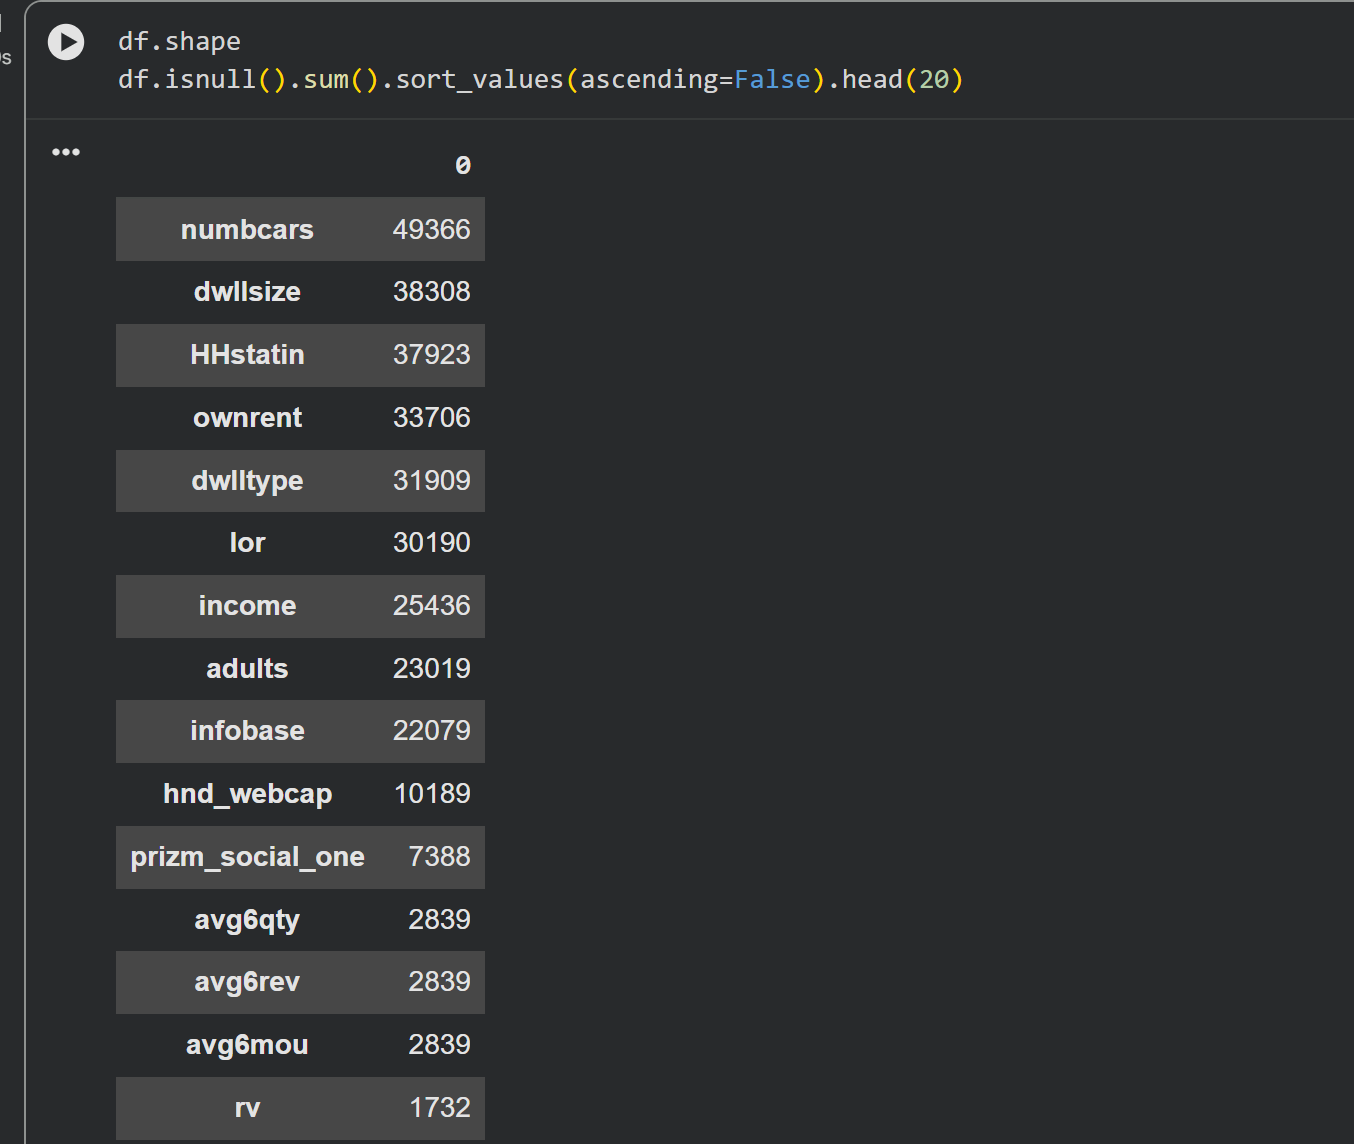 df.shape
df.isnull().sum().sort_values(ascending=False).head(20)
0
numbcars 49366
dwllsize 38308
HHstatin 37923
ownrent 33706
dwlltype 31909
lor 30190
income 25436
adults 23019
infobase 22079
hnd_webcap 10189
prizm_social_one 7388
avg6qty 2839
avg6rev 2839
avg6mou 2839
rv 1732